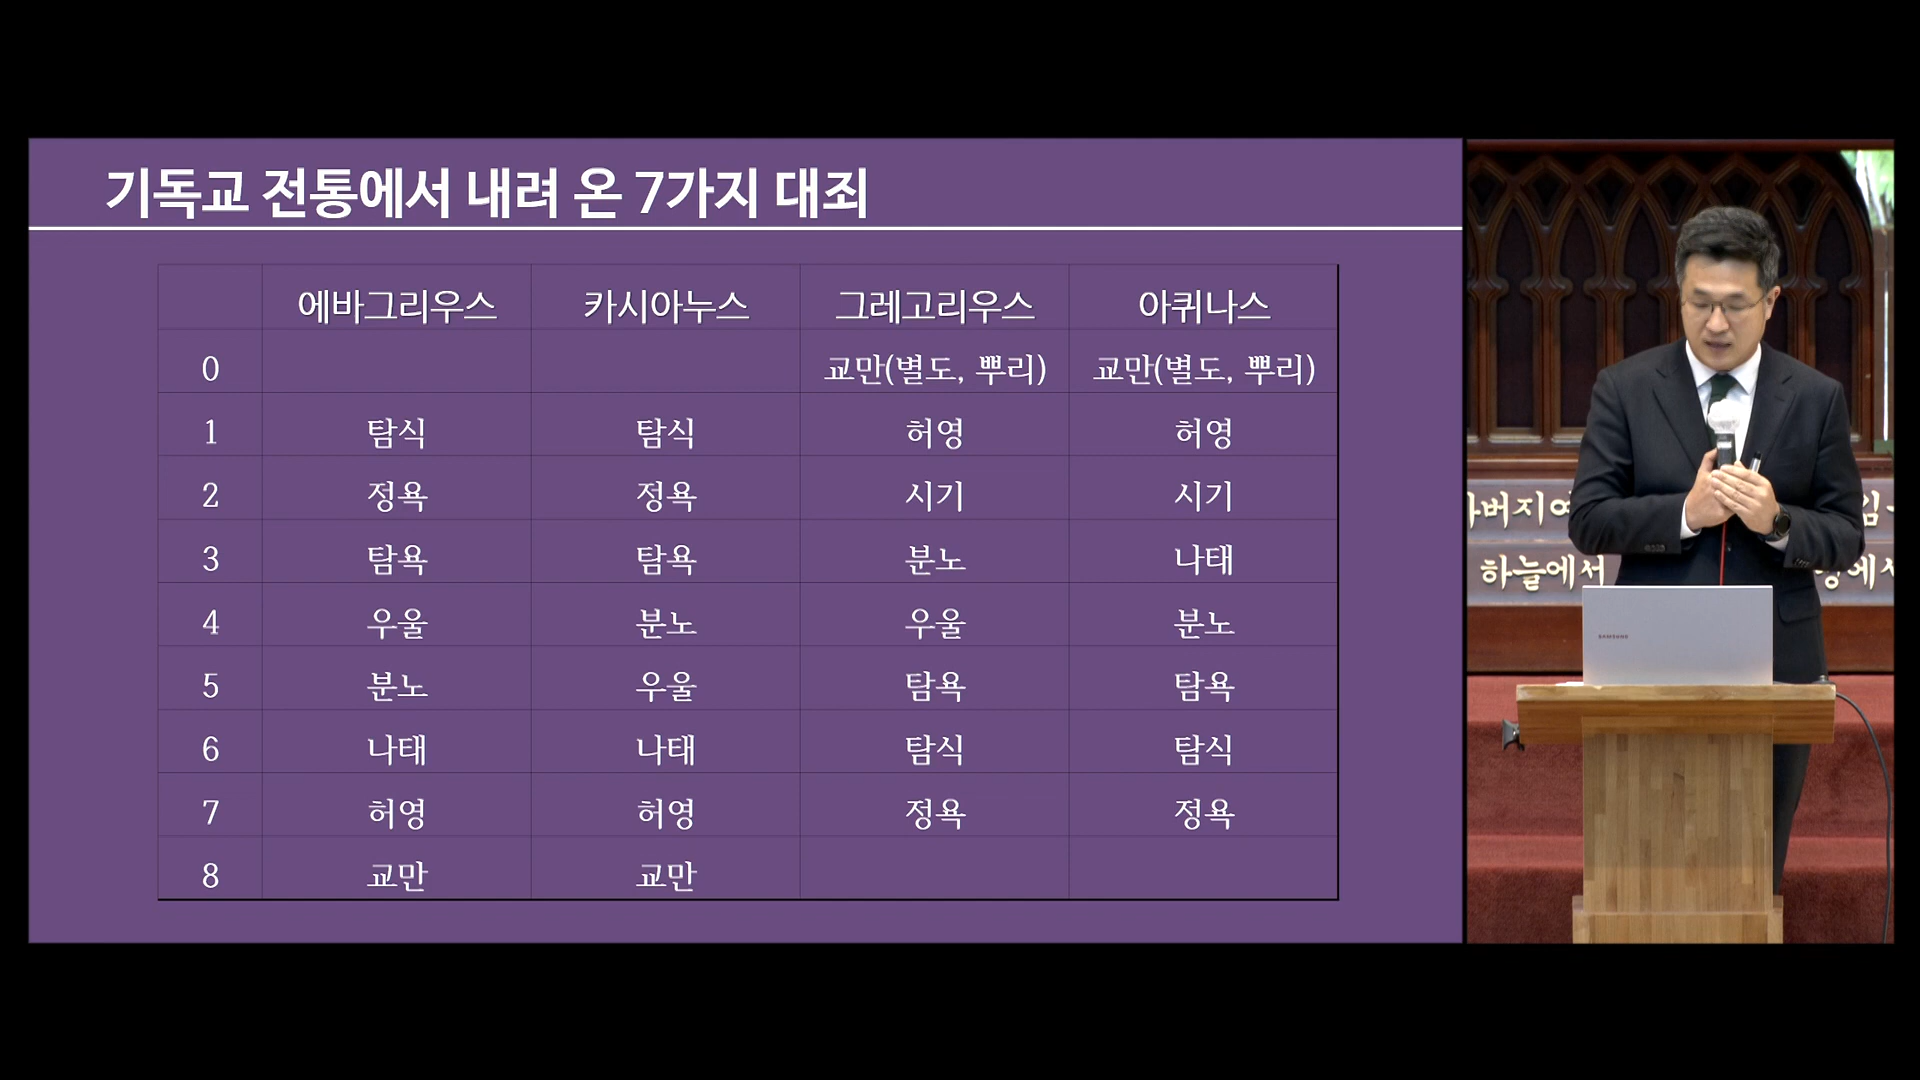 기독교 전통에서 내려 온 7가지 대죄
에바그리우스 카시아누스 그레고리우스 아퀴나스
0 교만(별도, 뿌리) 교만(별도, 뿌리)
1 탐식 탐식 허영 허영
2 정욕 정욕 시기 시기
3 탐욕 탐욕 분노 나태
4 우울 분노 우울 분노
5 분노 우울 탐욕 탐욕
6 나태 나태 탐식 탐식
7 허영 허영 정욕 정욕
8 교만 교만
버지여
하늘에서
SAMSUNG